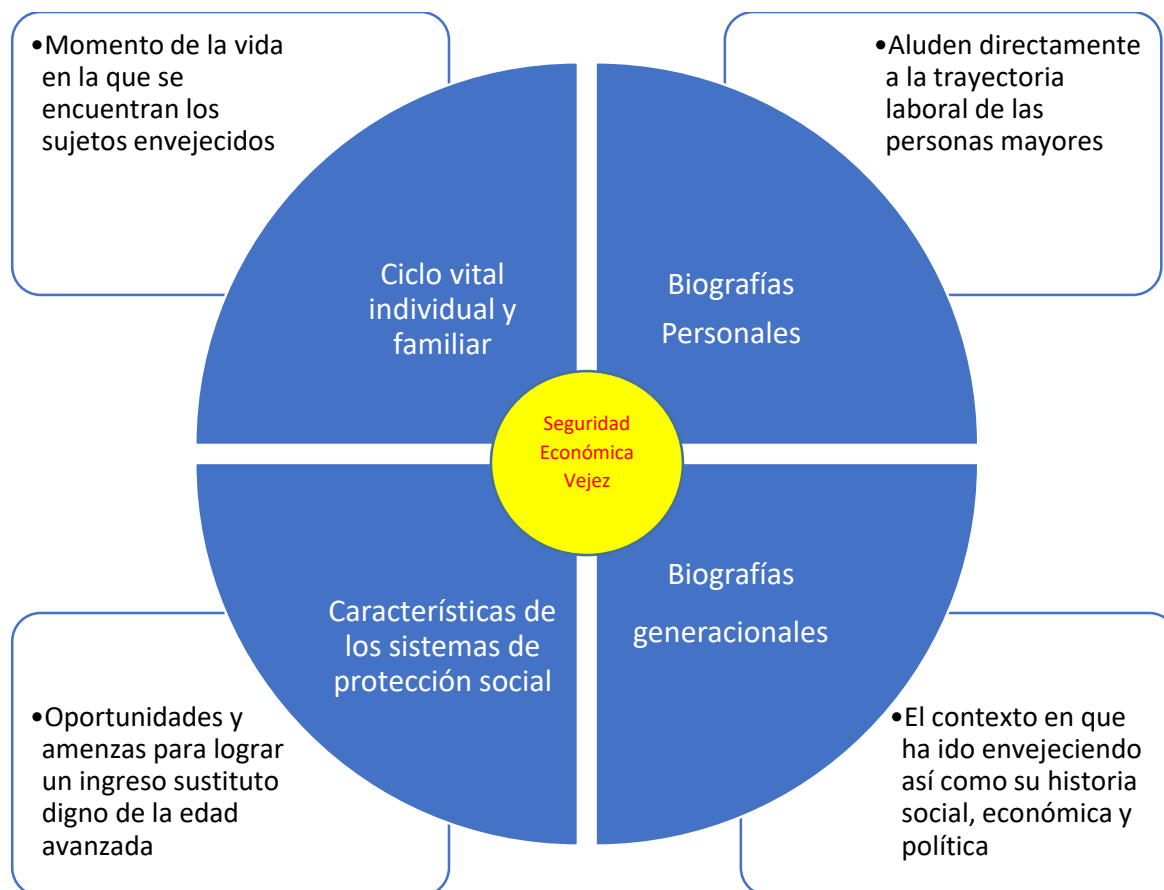 •Momento de la vida
en la que se
encuentran los
sujetos envejecidos
•Aluden directamente
a la trayectoria
laboral de las
personas mayores
Ciclo vital
individual y
familiar
Biografías
Personales
Seguridad
Económica
Vejez
Características de
los sistemas de
protección social
Biografías
generacionales
•Oportunidades y
amenzas para lograr
un ingreso sustituto
digno de la edad
avanzada
•El contexto en que
ha ido envejeciendo
así como su historia
social, económica y
política